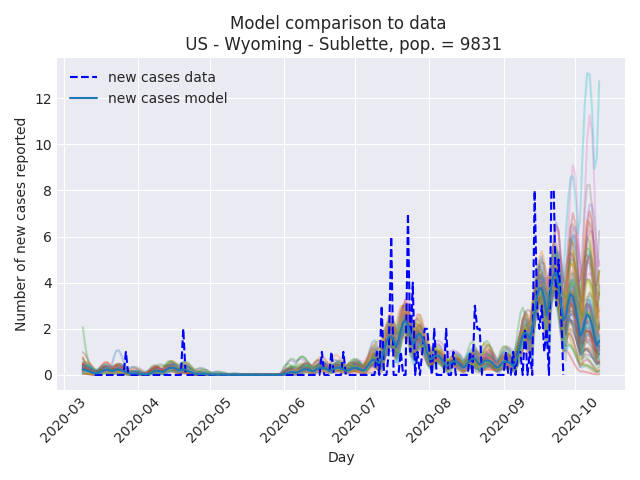 Model comparison to data
US - Wyoming - Sublette, pop. = 9831
new cases data
new cases model
Number of new cases reported
12
10
8
6
4
2
0
2020-03
2020-04
2020-05
2020-06
2020-07
2020-08
2020-09
2020-10
Day